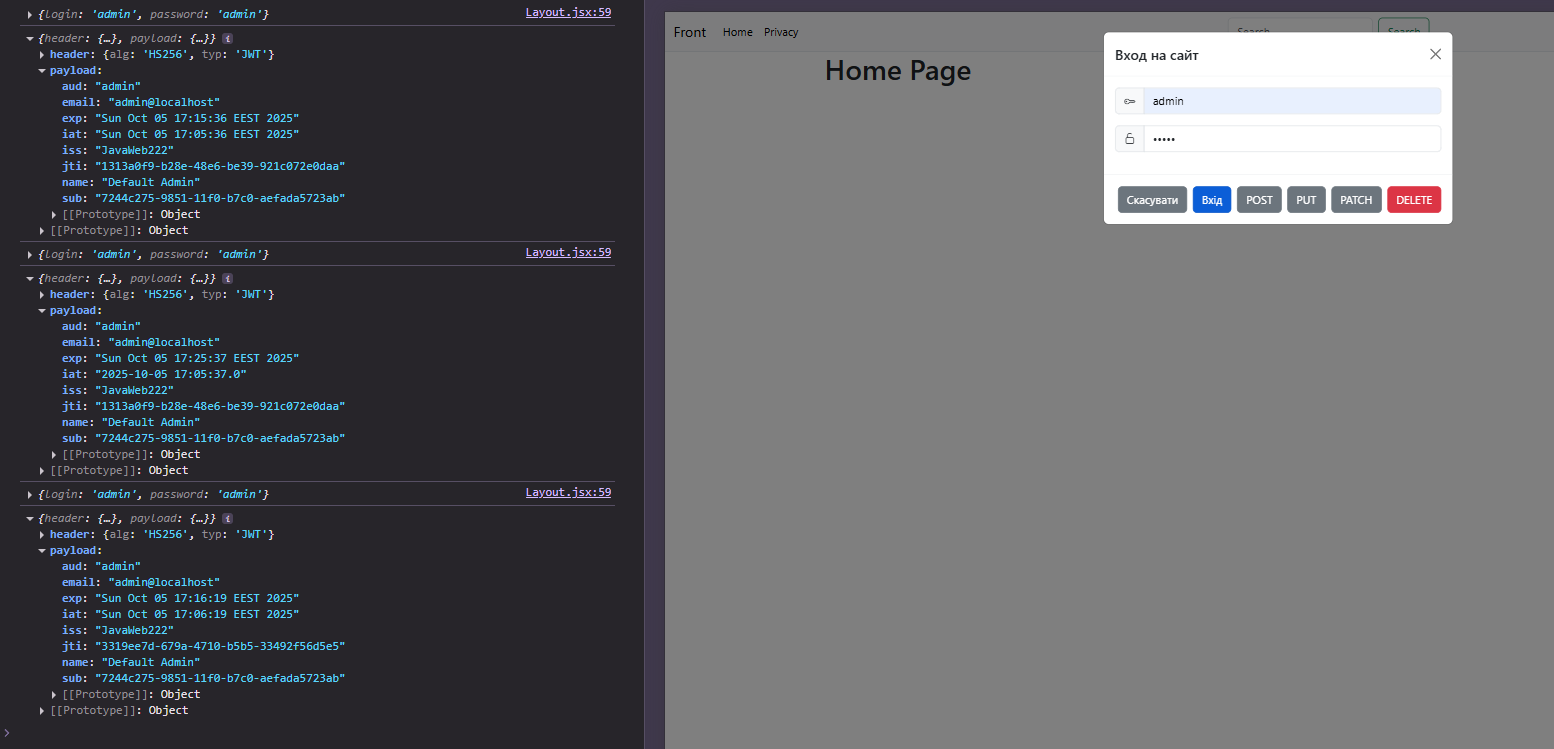 {login: 'admin', password: 'admin'} Layout.jsx:59
{header: {…}, payload: {…}} i
header: {alg: 'HS256', typ: 'JWT'}
payload:
aud: "admin"
email: "admin@localhost"
exp: "Sun Oct 05 17:15:36 EEST 2025"
iat: "Sun Oct 05 17:05:36 EEST 2025"
iss: "JavaWeb222"
jti: "1313a0f9-b28e-48e6-be39-921c072e0daa"
name: "Default Admin"
sub: "7244c275-9851-11f0-b7c0-aefada5723ab"
[[Prototype]]: Object
[[Prototype]]: Object
{login: 'admin', password: 'admin'} Layout.jsx:59
{header: {…}, payload: {…}} i
header: {alg: 'HS256', typ: 'JWT'}
payload:
aud: "admin"
email: "admin@localhost"
exp: "Sun Oct 05 17:25:37 EEST 2025"
iat: "2025-10-05 17:05:37.0"
iss: "JavaWeb222"
jti: "1313a0f9-b28e-48e6-be39-921c072e0daa"
name: "Default Admin"
sub: "7244c275-9851-11f0-b7c0-aefada5723ab"
[[Prototype]]: Object
[[Prototype]]: Object
{login: 'admin', password: 'admin'} Layout.jsx:59
{header: {…}, payload: {…}} i
header: {alg: 'HS256', typ: 'JWT'}
payload:
aud: "admin"
email: "admin@localhost"
exp: "Sun Oct 05 17:16:19 EEST 2025"
iat: "Sun Oct 05 17:06:19 EEST 2025"
iss: "JavaWeb222"
jti: "3319ee7d-679a-4710-b5b5-33492f56d5e5"
name: "Default Admin"
sub: "7244c275-9851-11f0-b7c0-aefada5723ab"
[[Prototype]]: Object
[[Prototype]]: Object
Front Home Privacy Search Search
Home Page
Вход на сайт
admin
•••••
Скасувати Вхід POST PUT PATCH DELETE